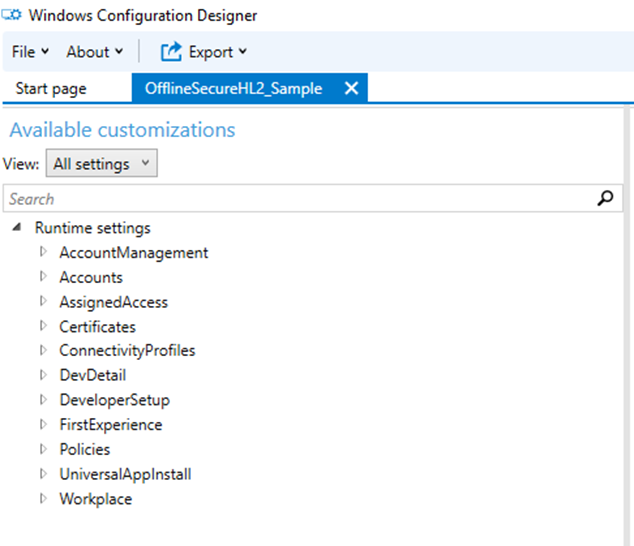 Windows Configuration Designer
File About Export
Start page OfflineSecureHL2_Sample
Available customizations
View: All settings
Search
Runtime settings
AccountManagement
Accounts
AssignedAccess
Certificates
ConnectivityProfiles
DevDetail
DeveloperSetup
FirstExperience
Policies
UniversalAppInstall
Workplace